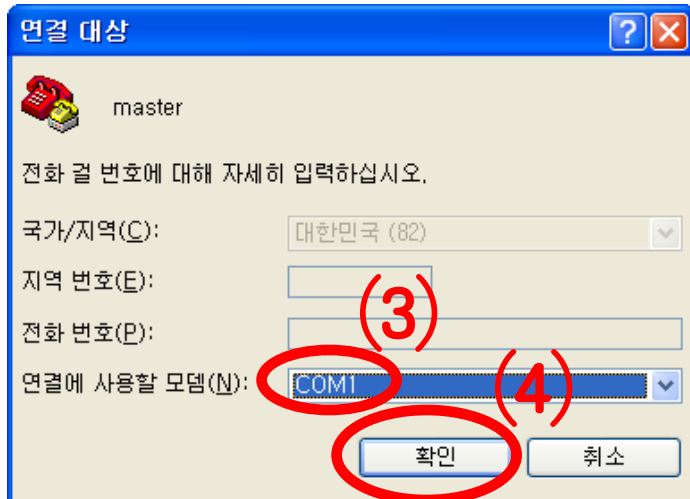 연결 대상
master
전화 걸 번호에 대해 자세히 입력하십시오.
국가/지역(C): 대한민국 (82)
지역 번호(E):
(3)
전화 번호(P):
연결에 사용할 모뎀(N): COM1
(4)
확인 취소